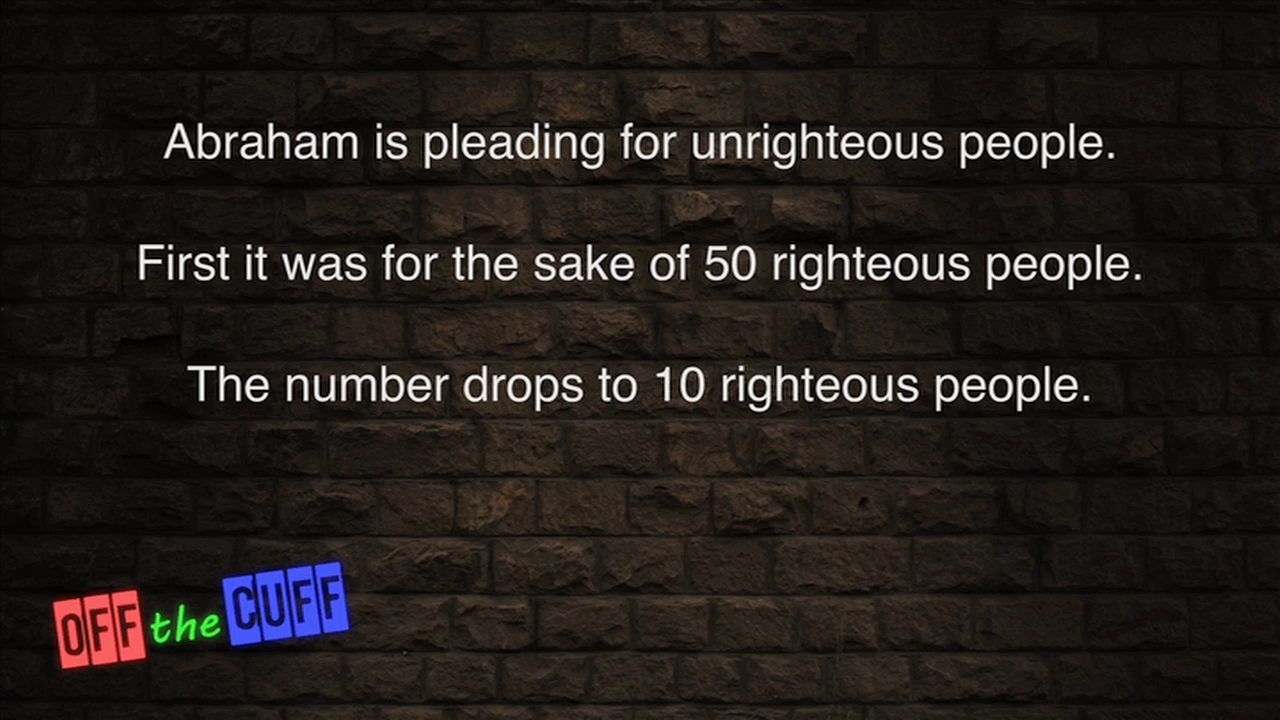 Abraham is pleading for unrighteous people.
First it was for the sake of 50 righteous people.
The number drops to 10 righteous people.
OFF the CUFF